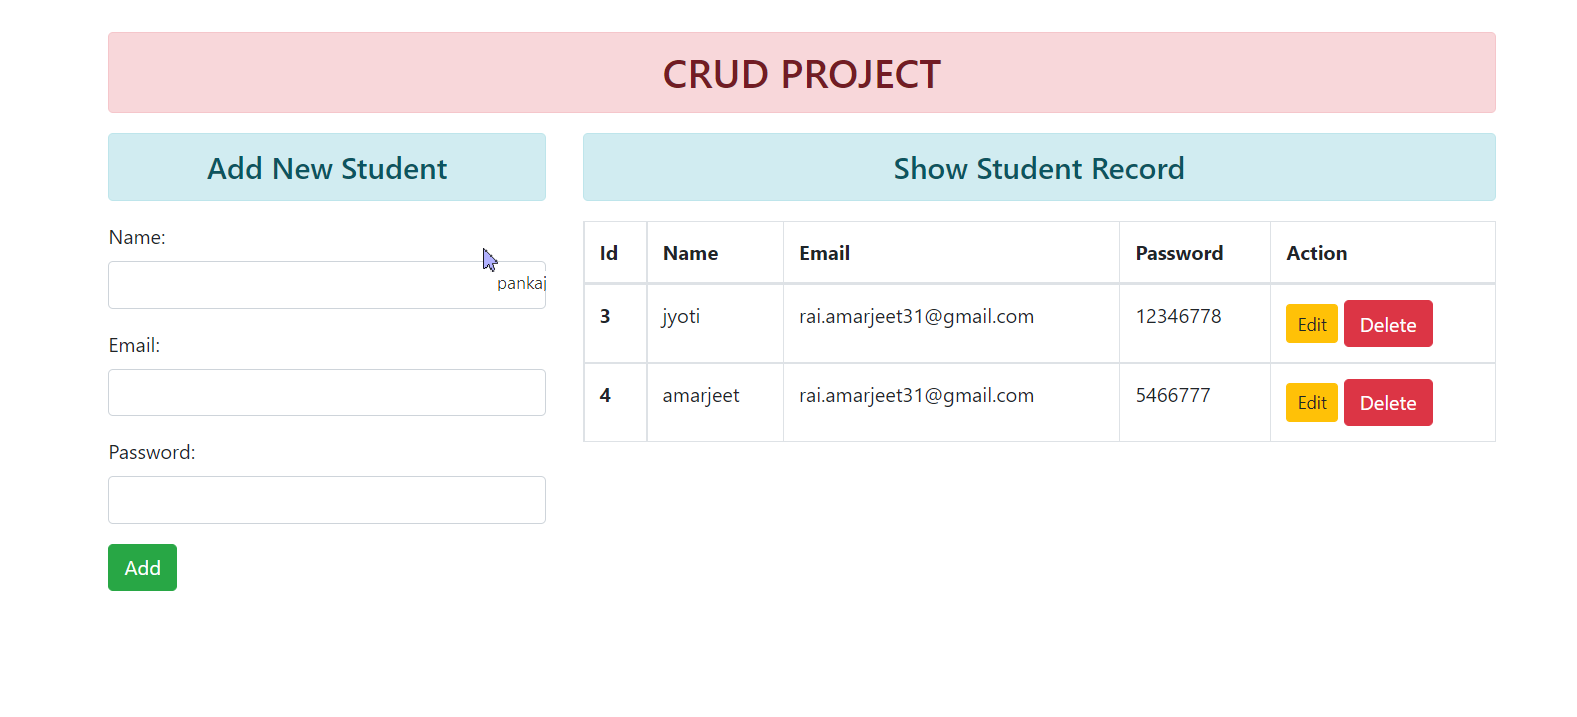 CRUD PROJECT
Add New Student
Name:
pankaj
Email:
Password:
Add
Show Student Record
Id Name Email Password Action
3 jyoti rai.amarjeet31@gmail.com 12346778 Edit Delete
4 amarjeet rai.amarjeet31@gmail.com 5466777 Edit Delete